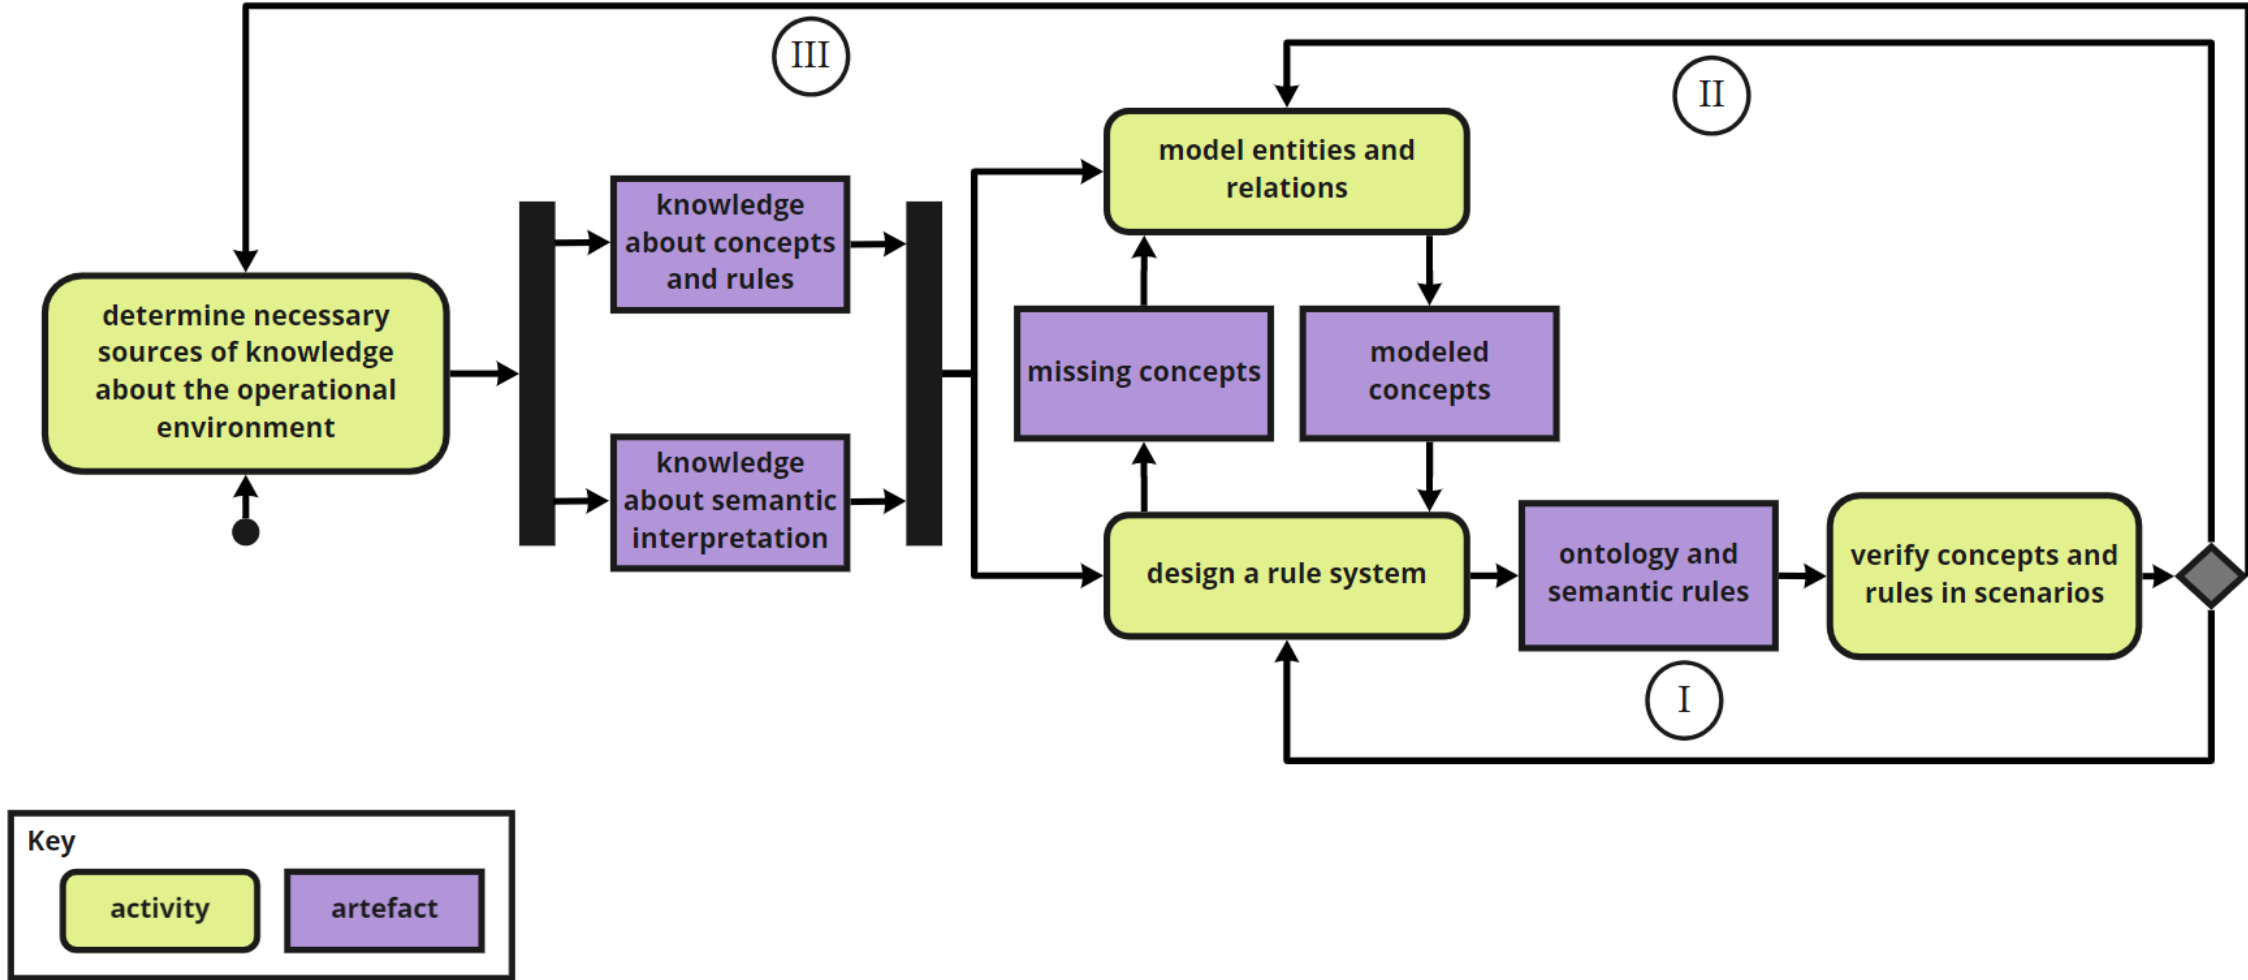 III
II
model entities and
relations
knowledge
about concepts
and rules
determine necessary
sources of knowledge
about the operational
environment
missing concepts
modeled
concepts
knowledge
about semantic
interpretation
design a rule system
ontology and
semantic rules
verify concepts and
rules in scenarios
I
Key
activity
artefact